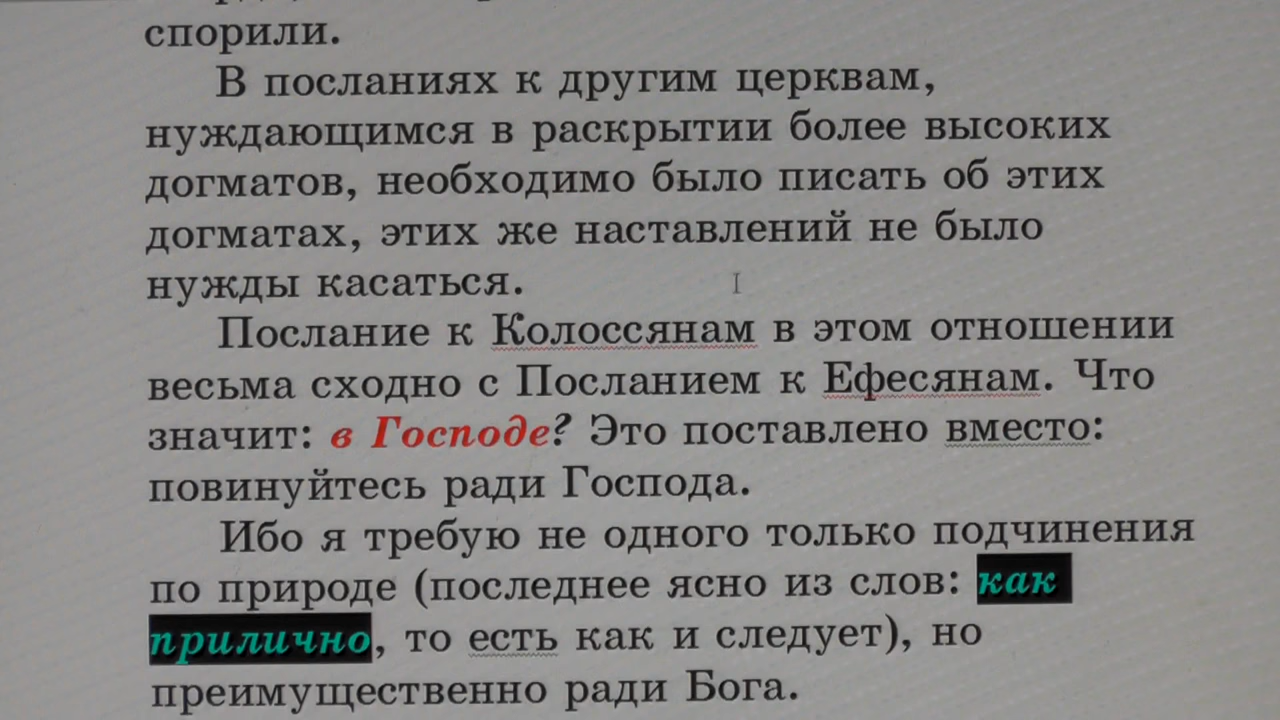 спорили.
В посланиях к другим церквам,
нуждающимся в раскрытии более высоких
догматов, необходимо было писать об этих
догматах, этих же наставлений не было
нужды касаться.
Послание к Колоссянам в этом отношении
весьма сходно с Посланием к Ефесянам. Что
значит: в Господе? Это поставлено вместо:
повинуйтесь ради Господа.
Ибо я требую не одного только подчинения
по природе (последнее ясно из слов: как
прилично, то есть как и следует), но
преимущественно ради Бога.